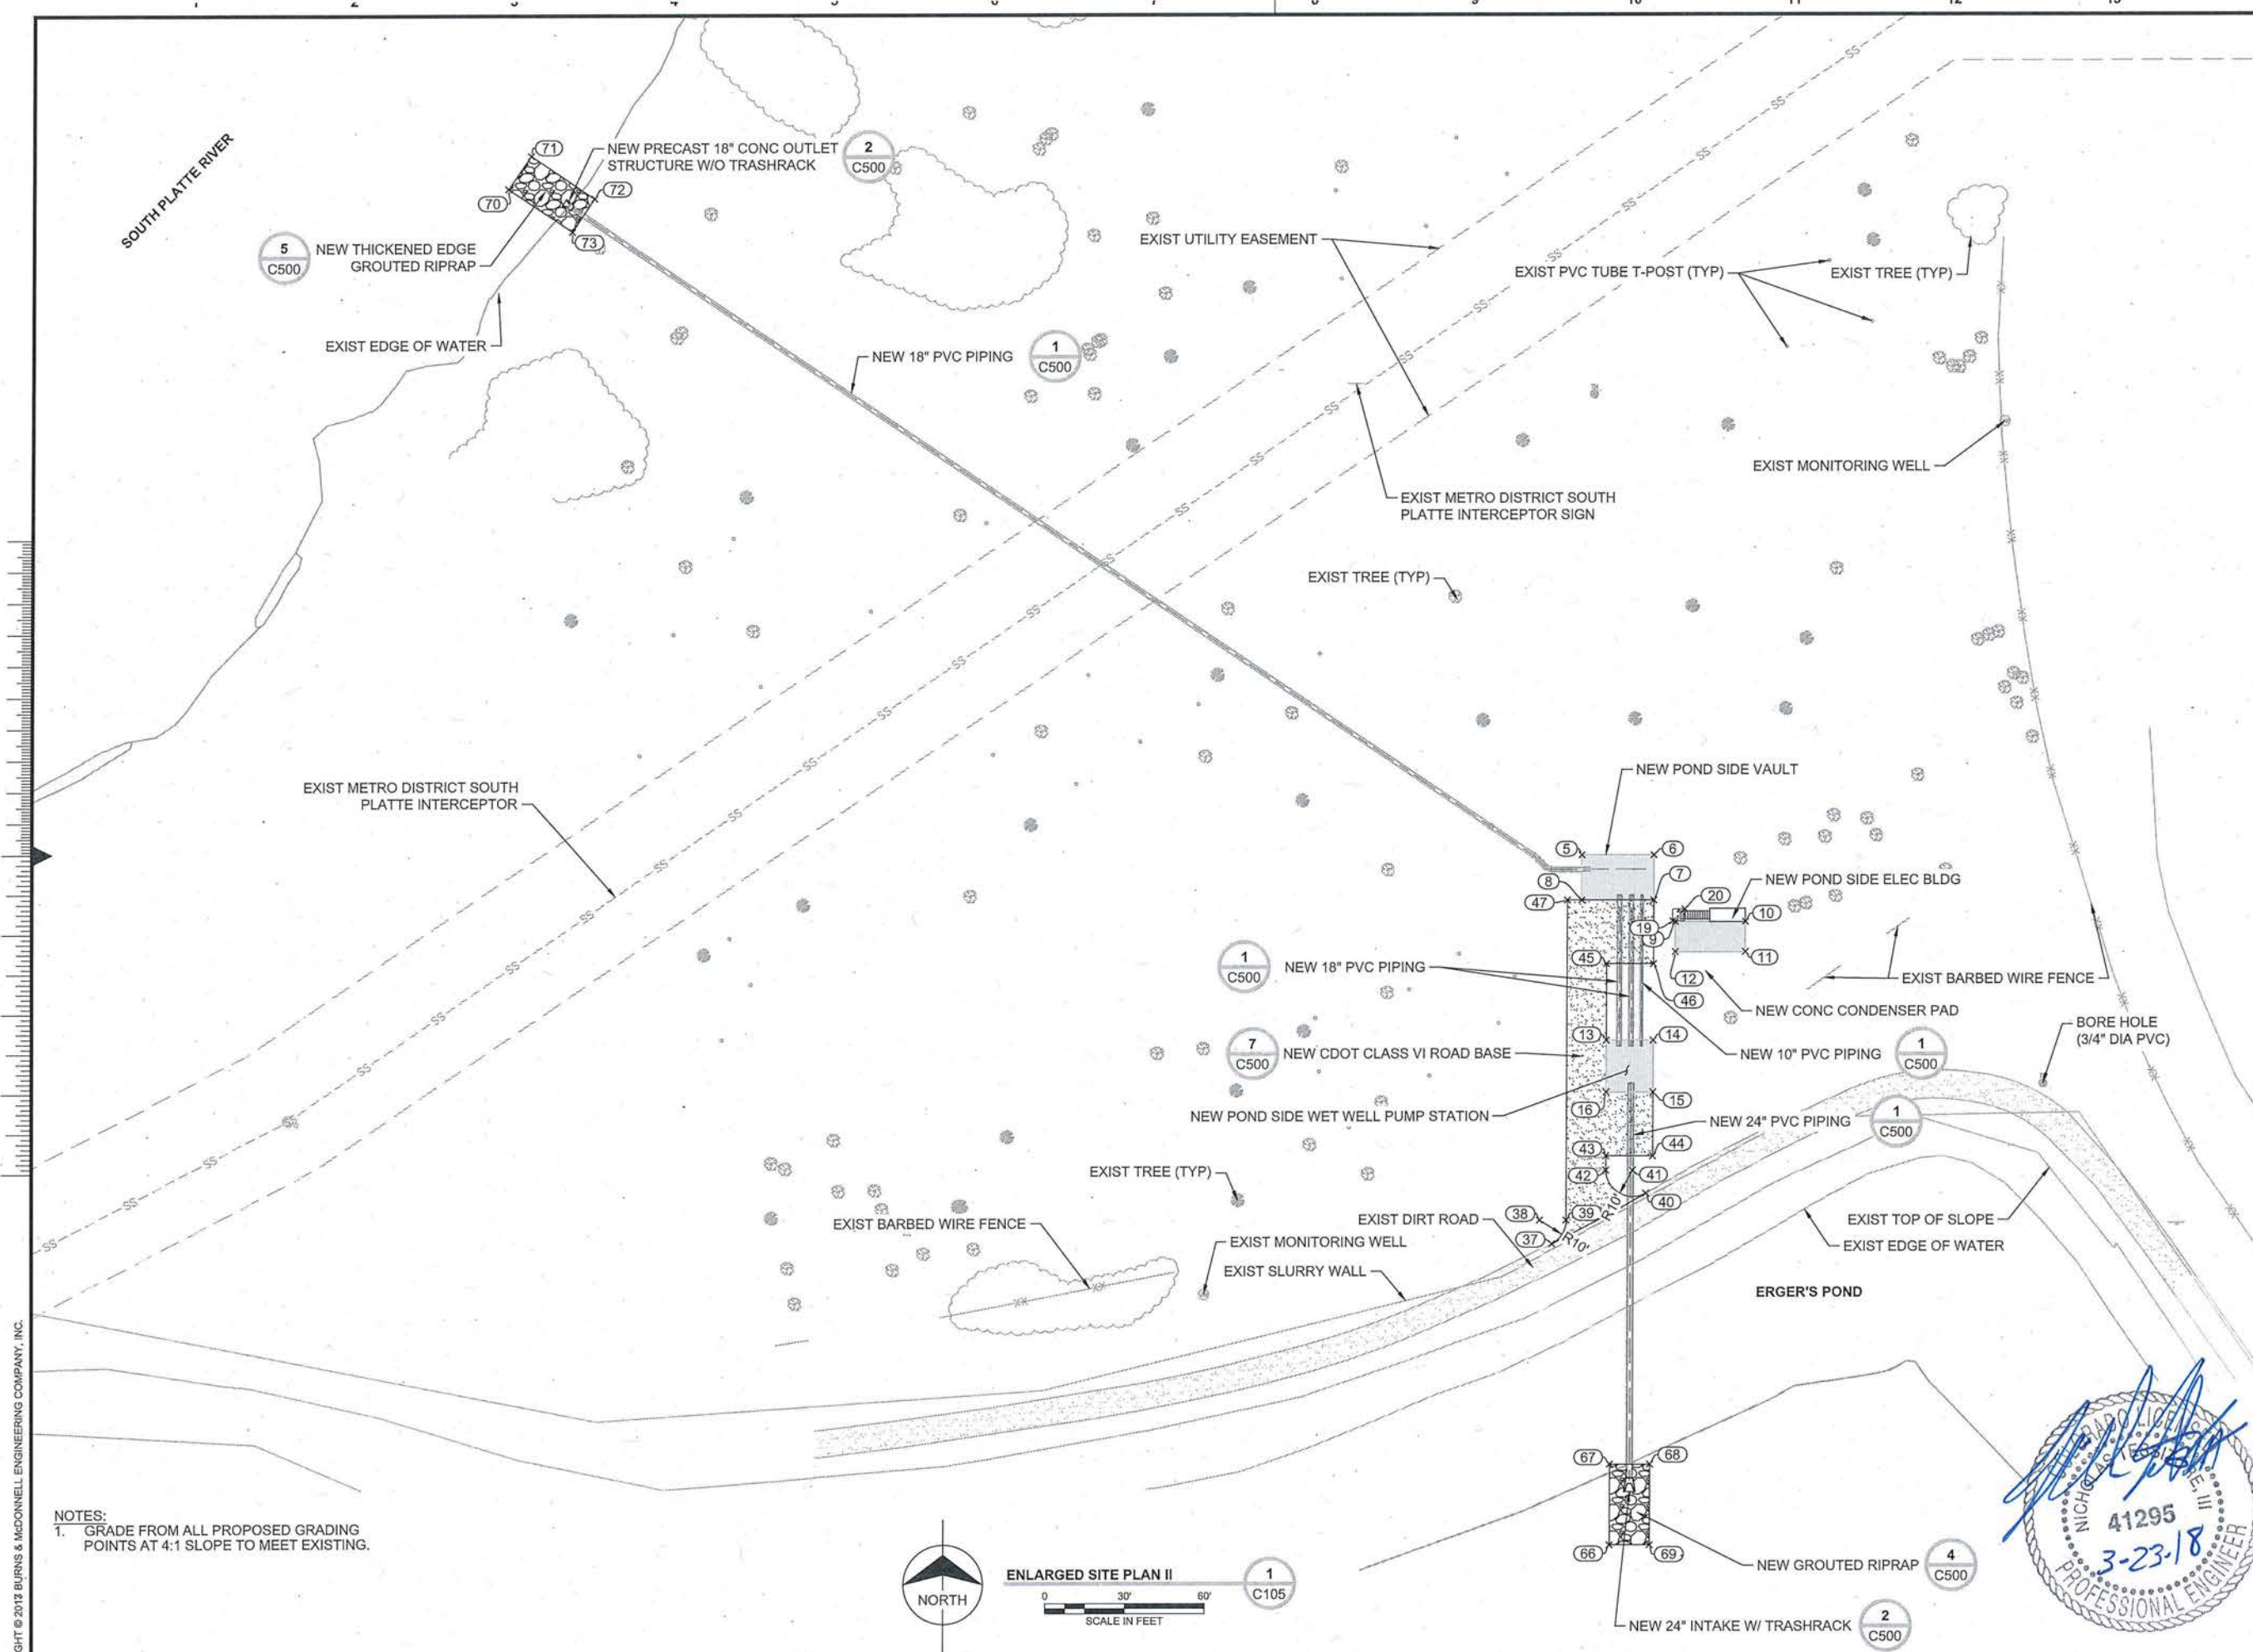 SOUTH PLATTE RIVER
71
NEW PRECAST 18" CONC OUTLET
STRUCTURE W/O TRASHRACK
2
C500
70
72
73
5
C500
NEW THICKENED EDGE
GROUTED RIPRAP
EXIST EDGE OF WATER
NEW 18" PVC PIPING
1
C500
EXIST UTILITY EASEMENT
EXIST PVC TUBE T-POST (TYP)
EXIST TREE (TYP)
EXIST MONITORING WELL
EXIST METRO DISTRICT SOUTH
PLATTE INTERCEPTOR SIGN
EXIST TREE (TYP)
EXIST METRO DISTRICT SOUTH
PLATTE INTERCEPTOR
NEW POND SIDE VAULT
5
6
8
7
47
20
NEW POND SIDE ELEC BLDG
10
19
9
11
12
45
46
1
C500
NEW 18" PVC PIPING
EXIST BARBED WIRE FENCE
NEW CONC CONDENSER PAD
BORE HOLE
(3/4" DIA PVC)
13
14
7
C500
NEW CDOT CLASS VI ROAD BASE
NEW 10" PVC PIPING
1
C500
16
15
NEW POND SIDE WET WELL PUMP STATION
NEW 24" PVC PIPING
1
C500
43
44
42
41
40
R10'
38
39
37
R10'
EXIST TREE (TYP)
EXIST BARBED WIRE FENCE
EXIST DIRT ROAD
EXIST MONITORING WELL
EXIST SLURRY WALL
EXIST TOP OF SLOPE
EXIST EDGE OF WATER
ERGER'S POND
67
68
66
69
NEW GROUTED RIPRAP
4
C500
NEW 24" INTAKE W/ TRASHRACK
2
C500
NOTES:
1. GRADE FROM ALL PROPOSED GRADING
POINTS AT 4:1 SLOPE TO MEET EXISTING.
NORTH
ENLARGED SITE PLAN II
1
C105
0 30' 60'
SCALE IN FEET
41295
3-23-18
PROFESSIONAL ENGINEER
BURNS & McDONNELL ENGINEERING COMPANY, INC.